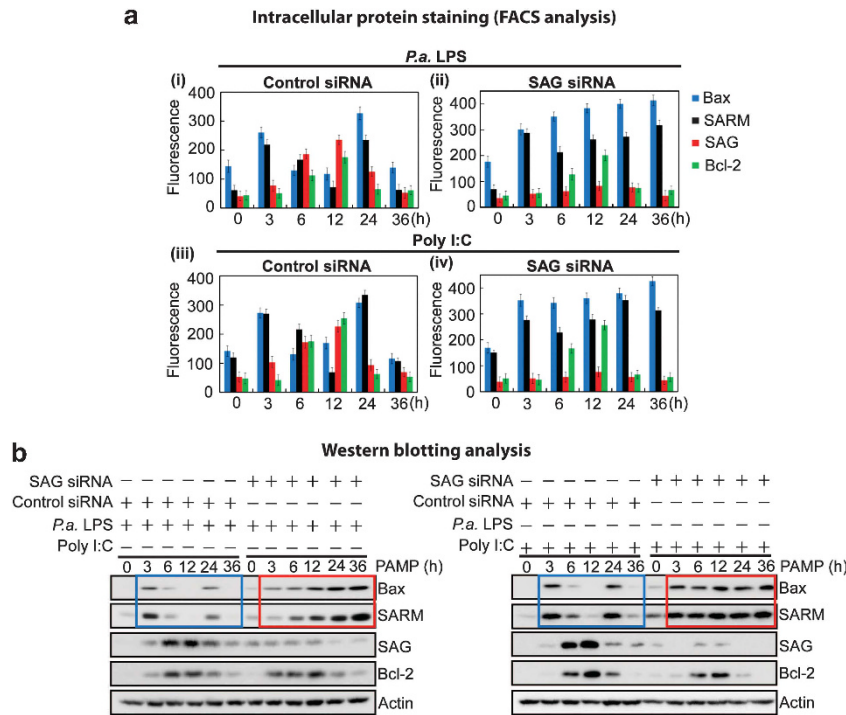 a Intracellular protein staining (FACS analysis)
P.a. LPS
(i) Control siRNA (ii) SAG siRNA
Fluorescence 400 300 200 100 0
0 3 6 12 24 36 (h)
Fluorescence 400 300 200 100 0
0 3 6 12 24 36 (h)
Bax
SARM
SAG
Bcl-2
Poly I:C
(iii) Control siRNA (iv) SAG siRNA
Fluorescence 400 300 200 100 0
0 3 6 12 24 36 (h)
Fluorescence 400 300 200 100 0
0 3 6 12 24 36 (h)
b Western blotting analysis
SAG siRNA − − − − − − + + + + + +
Control siRNA + + + + + + − − − − − −
P.a. LPS + + + + + + + + + + + +
Poly I:C − − − − − − − − − − − −
0 3 6 12 24 36 0 3 6 12 24 36 PAMP (h)
Bax
SARM
SAG
Bcl-2
Actin
SAG siRNA − − − − − − + + + + + +
Control siRNA + + + + + + − − − − − −
P.a. LPS − − − − − − − − − − − −
Poly I:C + + + + + + + + + + + +
0 3 6 12 24 36 0 3 6 12 24 36 PAMP (h)
Bax
SARM
SAG
Bcl-2
Actin